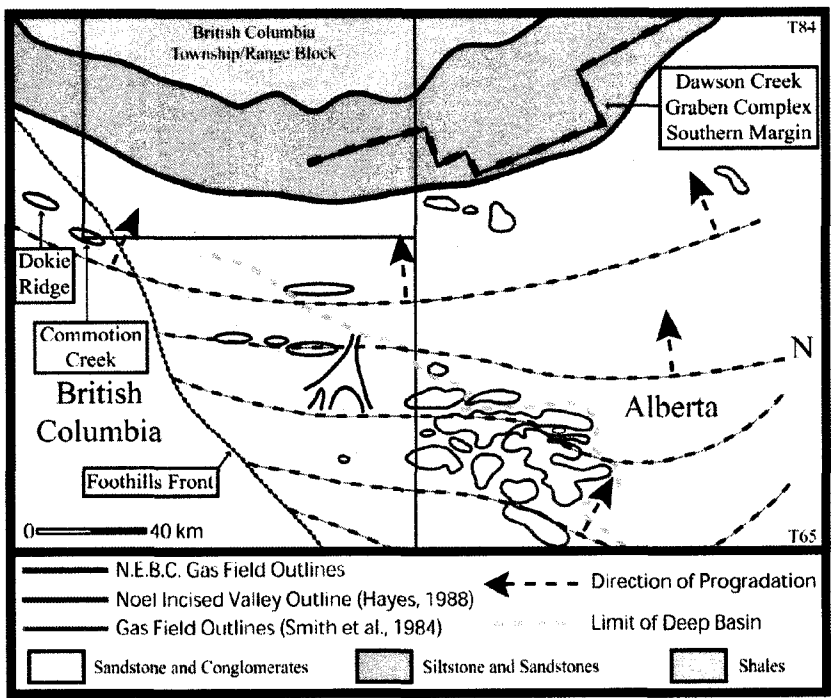 British Columbia
Township/Range Block
T84
Dawson Creek
Graben Complex
Southern Margin
Dokie
Ridge
Commotion
Creek
British
Columbia
N
Alberta
Foothills Front
0 40 km
T65
N.E.B.C. Gas Field Outlines
Direction of Progradation
Noel Incised Valley Outline (Hayes, 1988)
Limit of Deep Basin
Gas Field Outlines (Smith et al., 1984)
Sandstone and Conglomerates
Siltstone and Sandstones
Shales